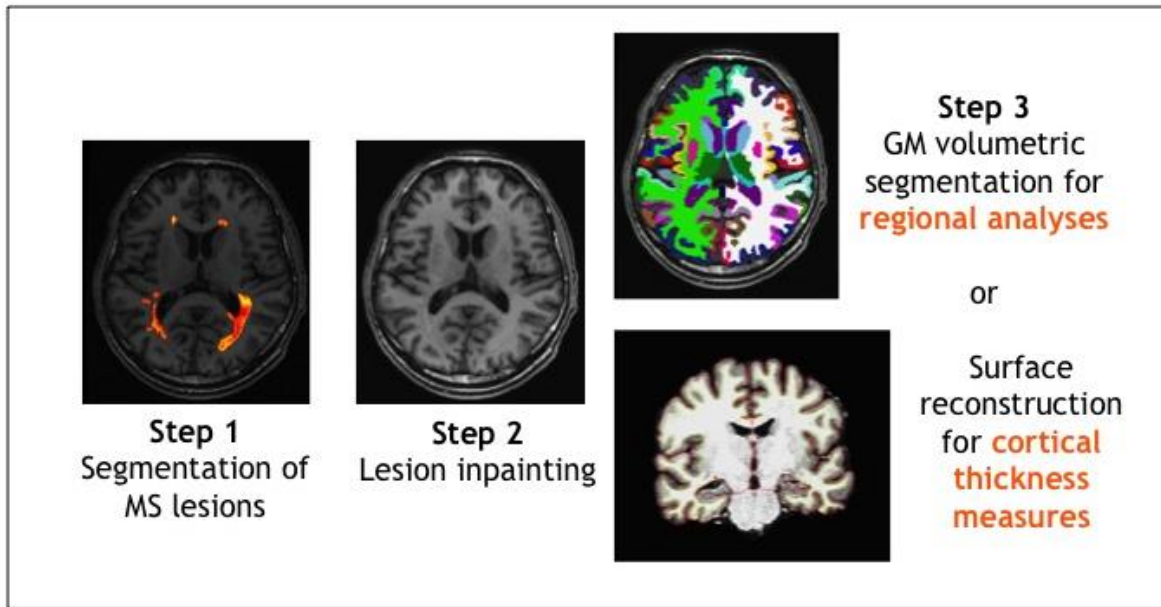 Step 1
Segmentation of
MS lesions
Step 2
Lesion inpainting
Step 3
GM volumetric
segmentation for
regional analyses
or
Surface
reconstruction
for cortical
thickness
measures